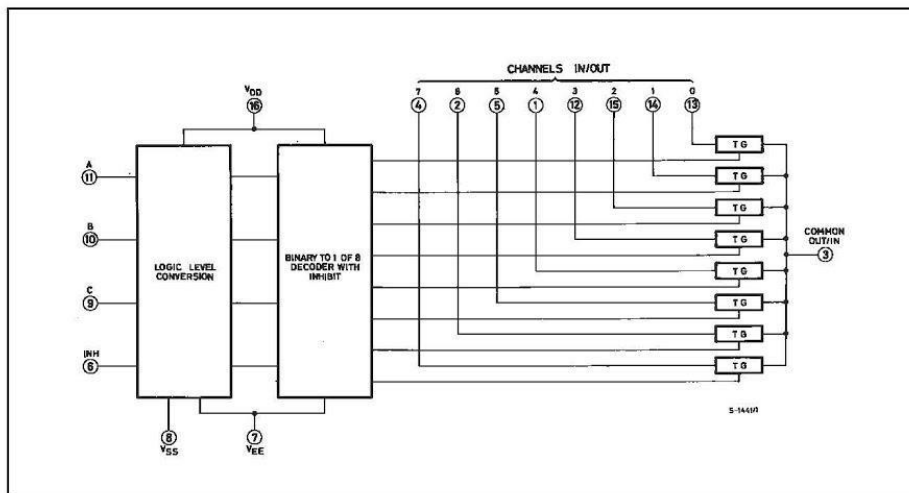 CHANNELS IN/OUT
7 6 5 4 3 2 1 0
4 2 5 1 12 15 14 13
VDD
16
A
11
B
10
C
9
INH
6
LOGIC LEVEL
CONVERSION
BINARY TO 1 OF 8
DECODER WITH
INHIBIT
TG
TG
TG
TG
TG
TG
TG
TG
COMMON
OUT/IN
3
8
VSS
7
VEE
S-1441/1